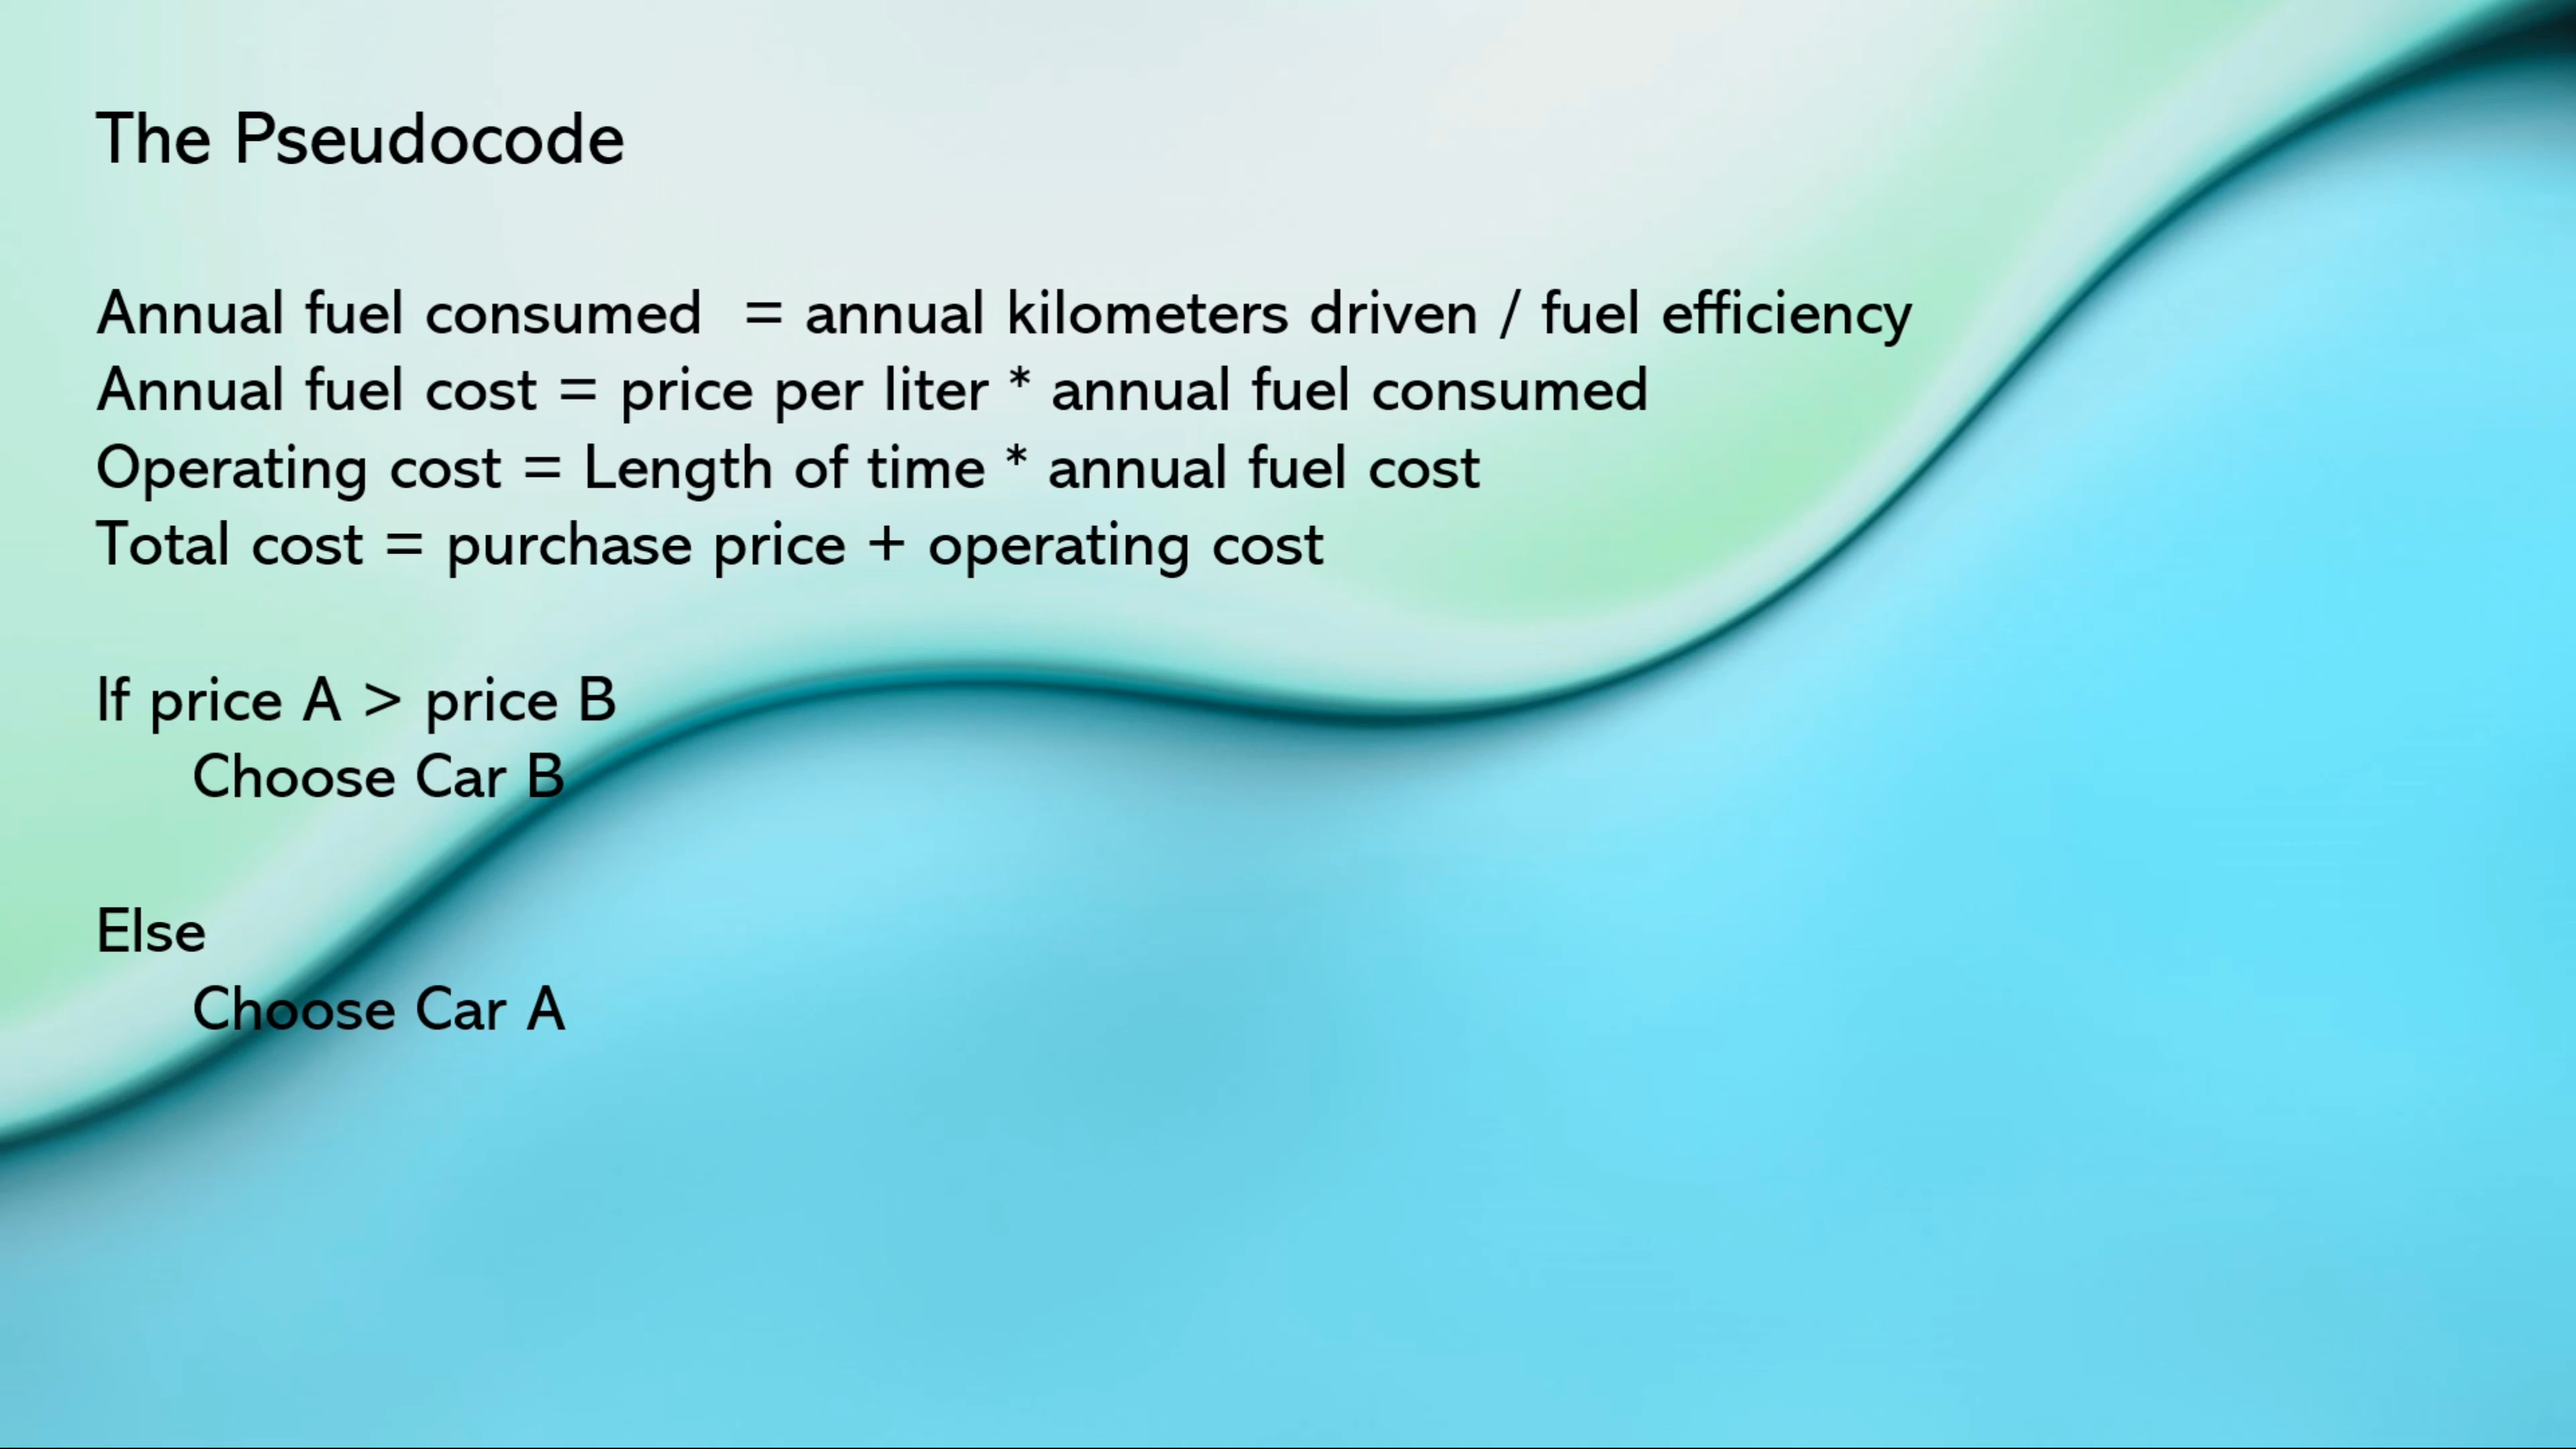 The Pseudocode
Annual fuel consumed  = annual kilometers driven / fuel efficiency
Annual fuel cost = price per liter * annual fuel consumed
Operating cost = Length of time * annual fuel cost
Total cost = purchase price + operating cost
If price A > price B
Choose Car B
Else
Choose Car A